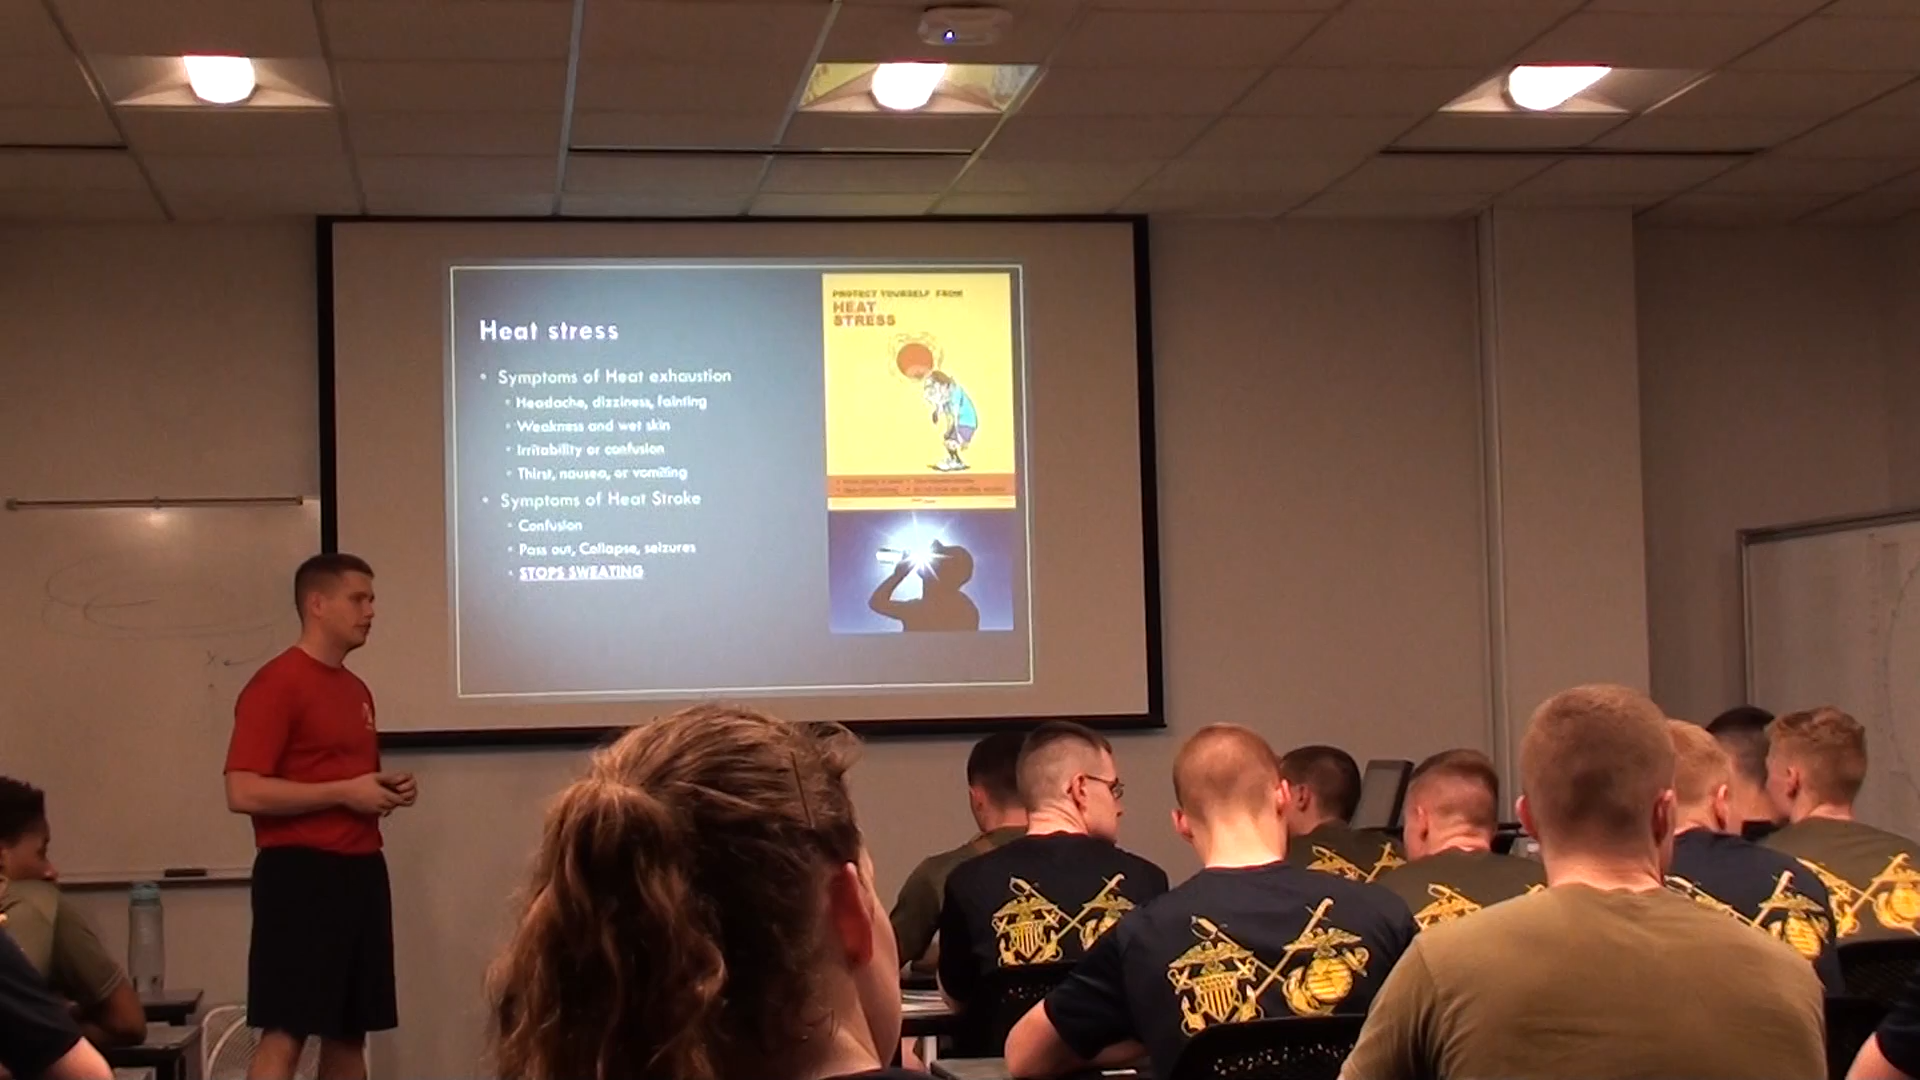 Heat stress
Symptoms of Heat exhaustion
Headache, dizziness, fainting
Weakness and wet skin
Irritability or confusion
Thirst, nausea, or vomiting
Symptoms of Heat Stroke
Confusion
Pass out, Collapse, seizures
STOPS SWEATING
PROTECT YOURSELF FROM
HEAT
STRESS